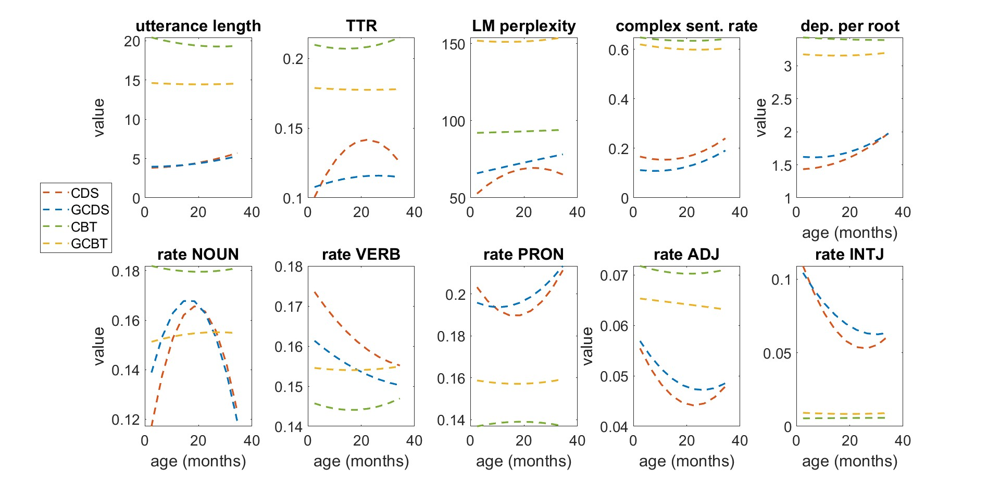 utterance length
TTR
LM perplexity
complex sent. rate
dep. per root
value
20
15
10
5
0
0 20 40
0.2
0.15
0.1
0 20 40
150
100
50
0 20 40
0.6
0.4
0.2
0
0 20 40
value
3
2.5
2
1.5
1
0 20 40
age (months)
CDS
GCDS
CBT
GCBT
rate NOUN
rate VERB
rate PRON
rate ADJ
rate INTJ
value
0.18
0.16
0.14
0.12
0 20 40
age (months)
0.18
0.17
0.16
0.15
0.14
0 20 40
age (months)
0.2
0.18
0.16
0.14
0 20 40
age (months)
value
0.07
0.06
0.05
0.04
0 20 40
age (months)
0.1
0.05
0
0 20 40
age (months)